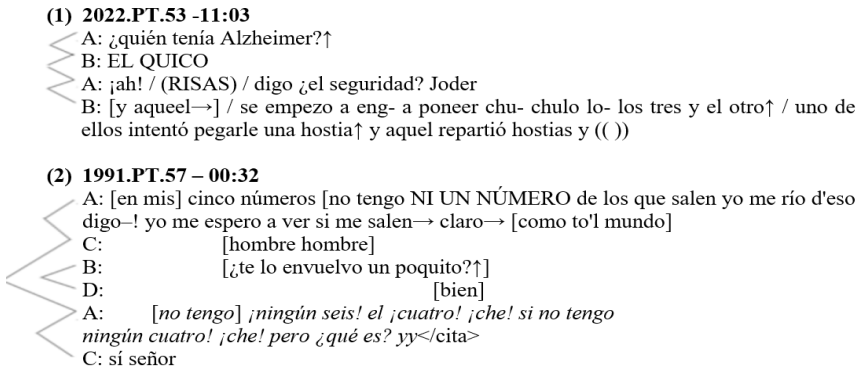 (1) 2022.PT.53 -11:03
A: ¿quién tenía Alzheimer?↑
B: EL QUICO
A: ¡ah! / (RISAS) / digo ¿el seguridad? Joder
B: [y aqueel→] / se empezo a eng- a poneer chu- chulo lo- los tres y el otro↑ / uno de
ellos intentó pegarle una hostia↑ y aquel repartió hostias y (( ))
(2) 1991.PT.57 – 00:32
A: [en mis] cinco números [no tengo NI UN NÚMERO de los que salen yo me río d'eso
digo–! yo me espero a ver si me salen→ claro→ [como to'l mundo]
C: [hombre hombre]
B: [¿te lo envuelvo un poquito?↑]
D: [bien]
A: [no tengo] ¡ningún seis! el ¡cuatro! ¡che! si no tengo
ningún cuatro! ¡che! pero ¿qué es? yy</cita>
C: sí señor